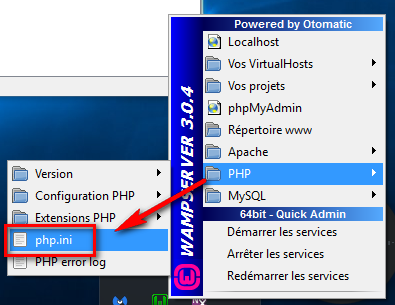 Powered by Otomatic
Localhost
Vos VirtualHosts
Vos projets
phpMyAdmin
Répertoire www
Apache
PHP
MySQL
64bit - Quick Admin
Démarrer les services
Arrêter les services
Redémarrer les services
WAMPSERVER 3.0.4
Version
Configuration PHP
Extensions PHP
php.ini
PHP error log